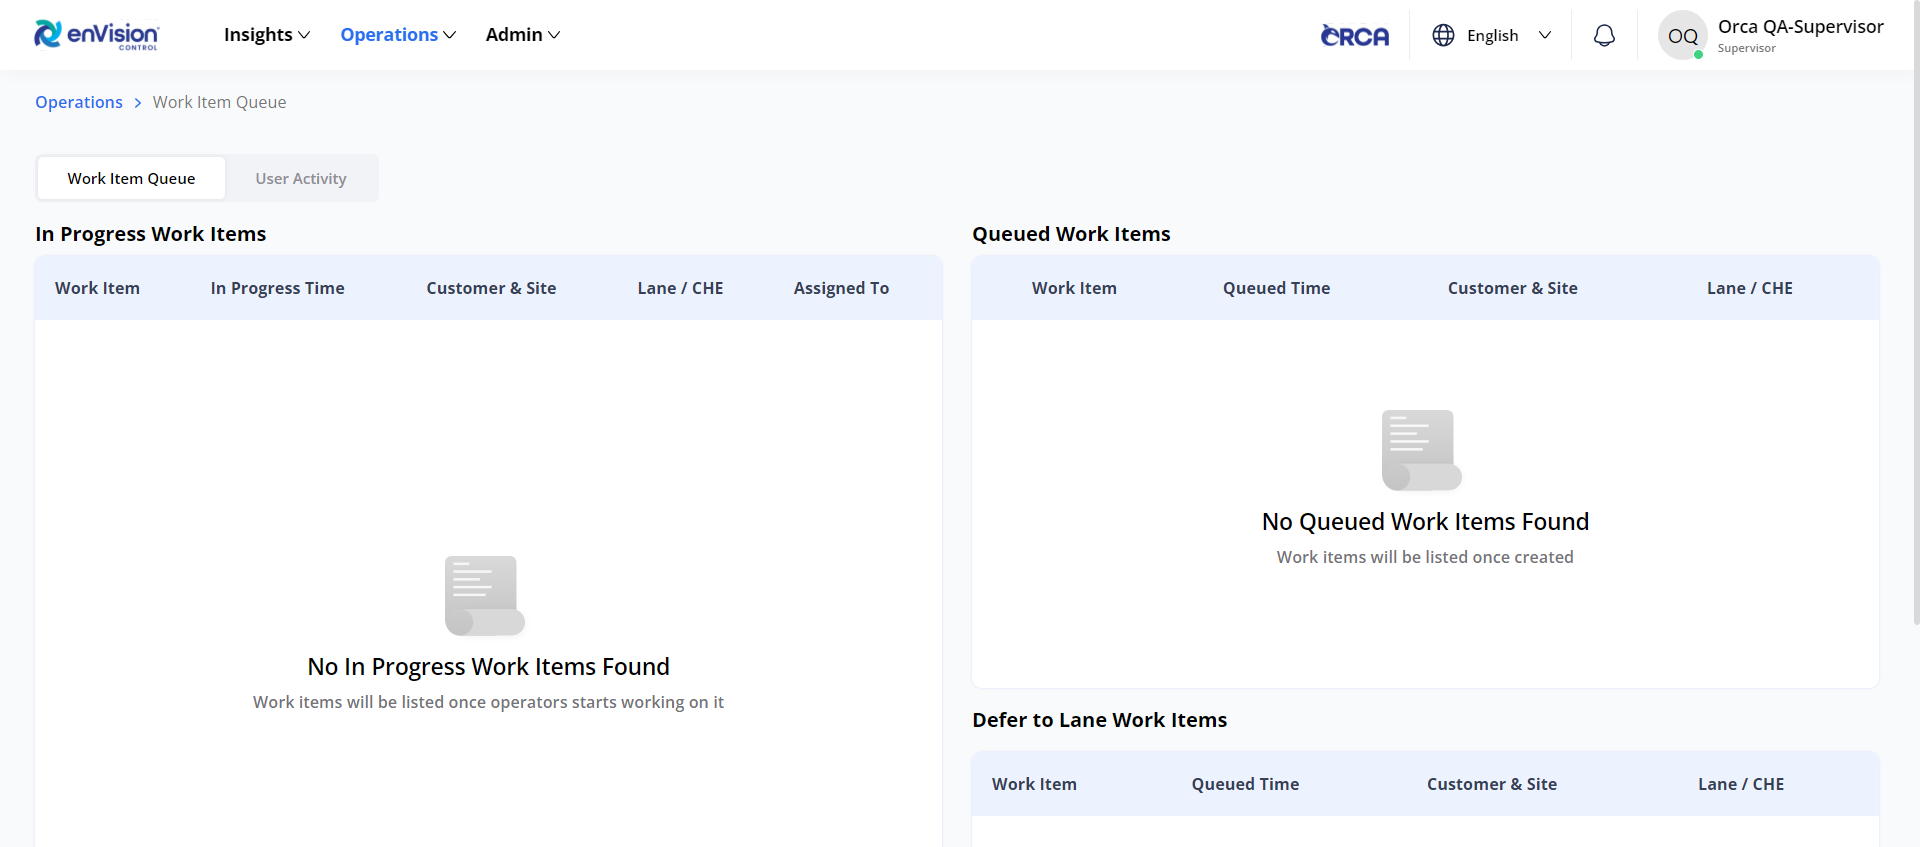 enVision
CONTROL
Insights
Operations
Admin
ORCA
English
OQ
Orca QA-Supervisor
Supervisor
Operations > Work Item Queue
Work Item Queue
User Activity
In Progress Work Items
Work Item
In Progress Time
Customer & Site
Lane / CHE
Assigned To
No In Progress Work Items Found
Work items will be listed once operators starts working on it
Queued Work Items
Work Item
Queued Time
Customer & Site
Lane / CHE
No Queued Work Items Found
Work items will be listed once created
Defer to Lane Work Items
Work Item
Queued Time
Customer & Site
Lane / CHE